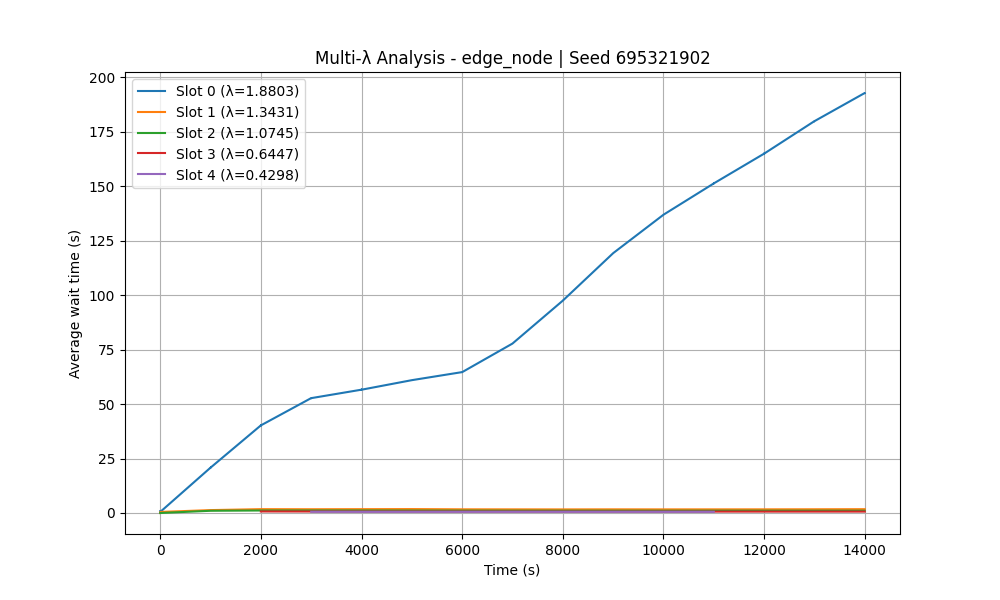 Multi-λ Analysis - edge_node | Seed 695321902
Slot 0 (λ=1.8803)
Slot 1 (λ=1.3431)
Slot 2 (λ=1.0745)
Slot 3 (λ=0.6447)
Slot 4 (λ=0.4298)
Average wait time (s)
200
175
150
125
100
75
50
25
0
0 2000 4000 6000 8000 10000 12000 14000
Time (s)